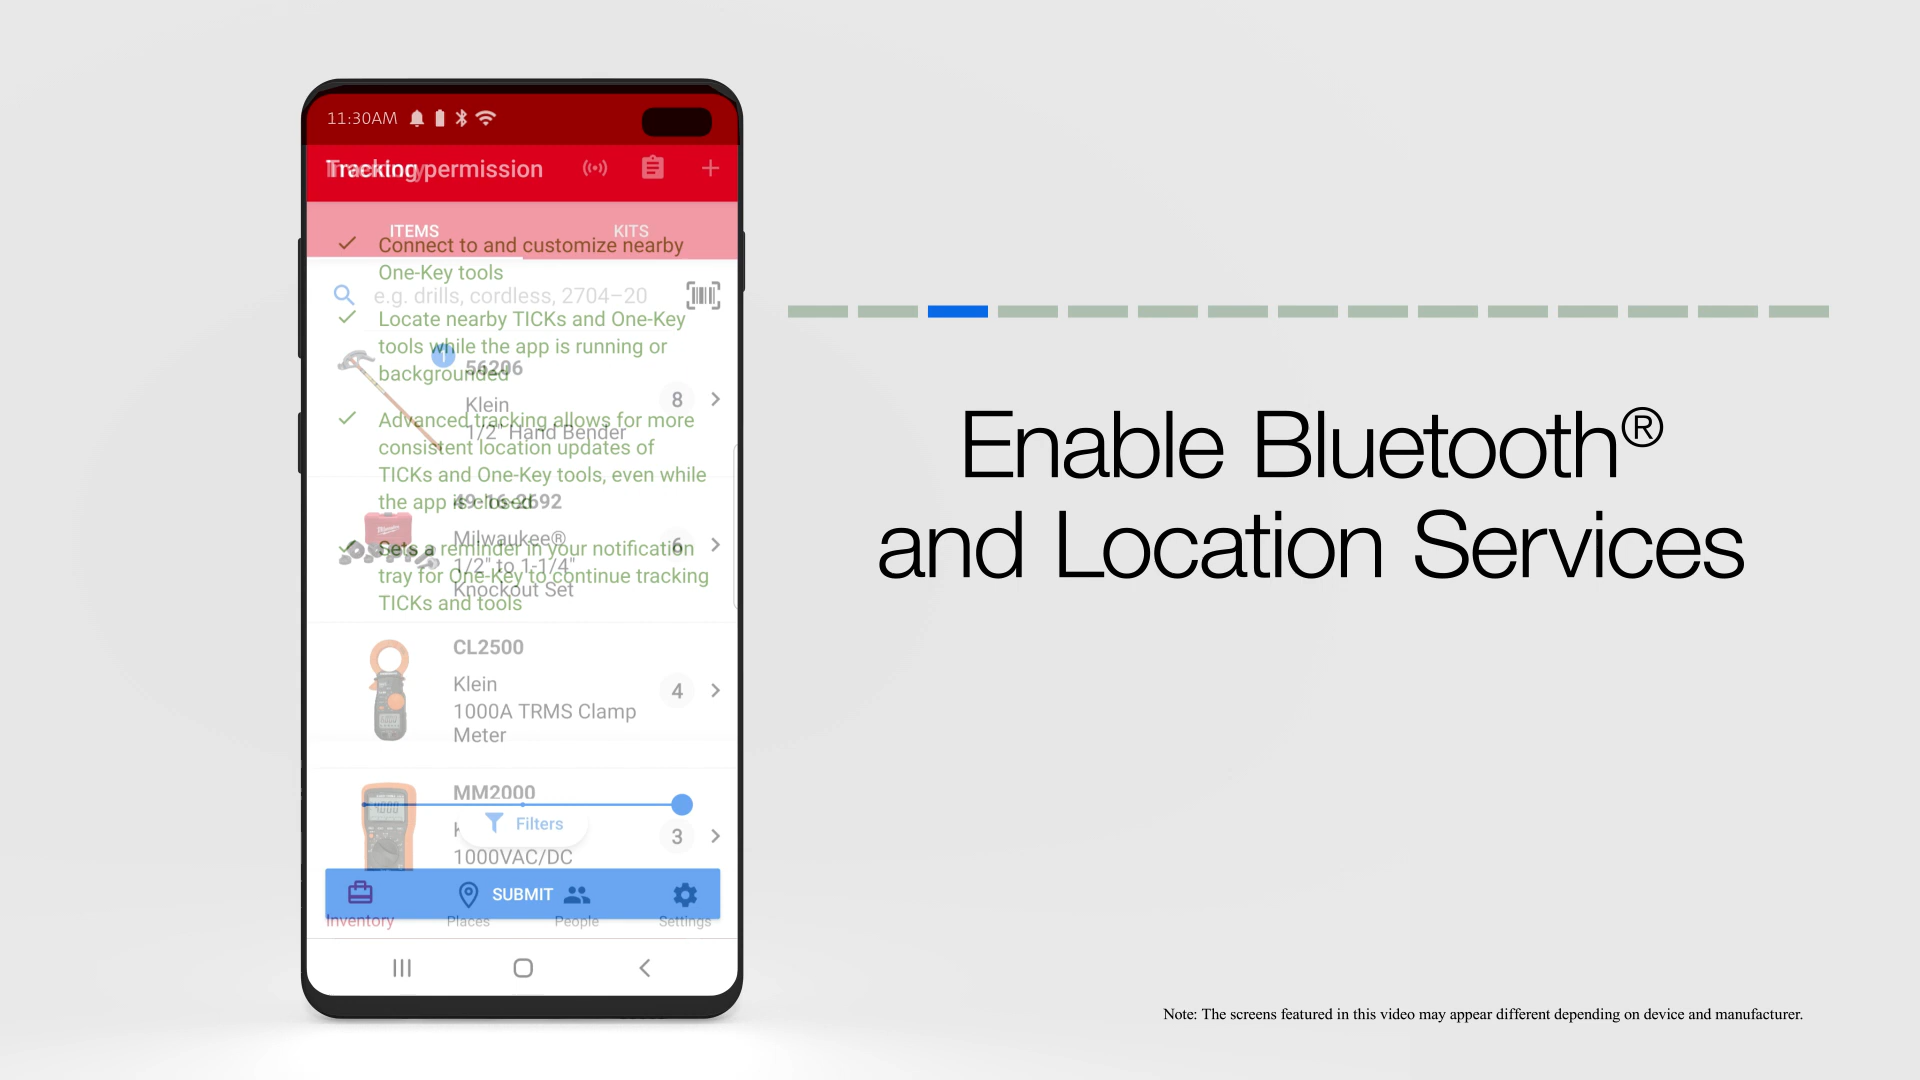 11:30AM
Tracking permission
ITEMS KITS
Connect to and customize nearby
One-Key tools
e.g. drills, cordless, 2704-20
Locate nearby TICKs and One-Key
tools while the app is running or
backgrounded
56206
Klein
1/2" Hand Bender
8
Advanced tracking allows for more
consistent location updates of
TICKs and One-Key tools, even while
the app is closed
49-16-2692
Milwaukee®
1/2" to 1-1/4"
Knockout Set
6
Sets a reminder in your notification
tray for One-Key to continue tracking
TICKs and tools
CL2500
Klein
1000A TRMS Clamp
Meter
4
MM2000
1000VAC/DC
3
Filters
SUBMIT
Inventory Places People Settings
Enable Bluetooth®
and Location Services
Note: The screens featured in this video may appear different depending on device and manufacturer.